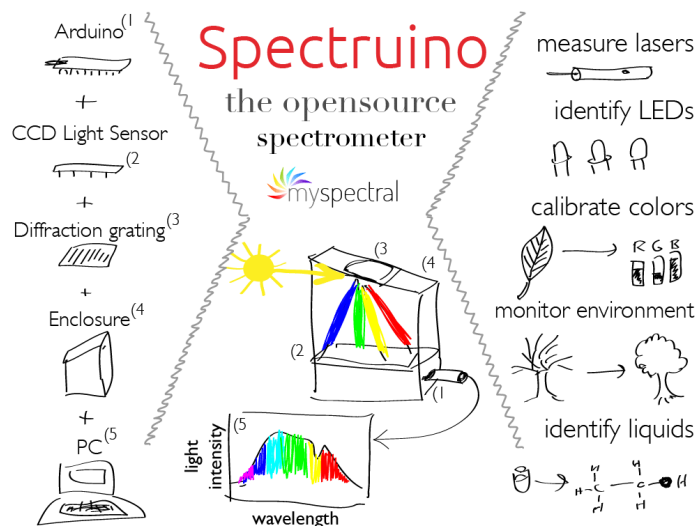 Arduino(1
+
CCD Light Sensor
(2
+
Diffraction grating(3
+
Enclosure(4
+
PC(5
Spectruino
the opensource
spectrometer
myspectral
(3
(4
(2
(1
(5
light
intensity
wavelength
measure lasers
identify LEDs
calibrate colors
R G B
monitor environment
identify liquids
H H
H C C H
H H